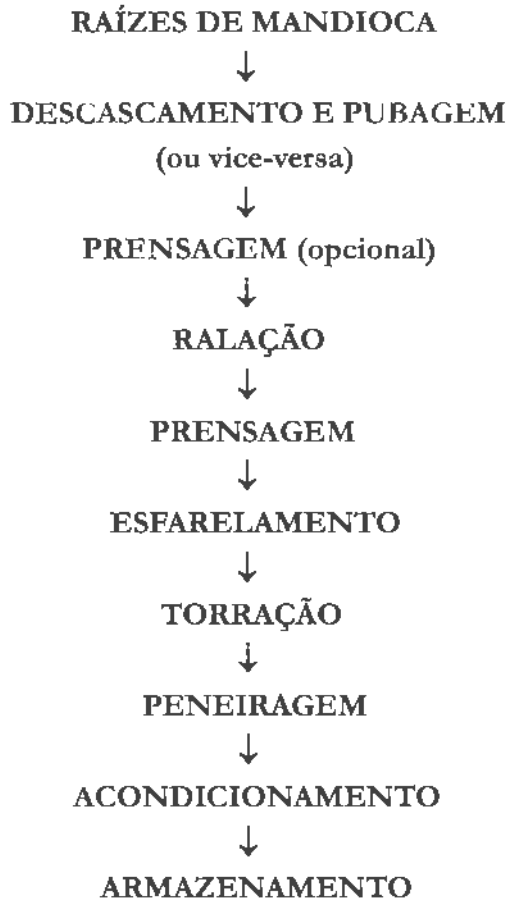 RAÍZES DE MANDIOCA
↓
DESCASCAMENTO E PUBAGEM
(ou vice-versa)
↓
PRENSAGEM (opcional)
↓
RALAÇÃO
↓
PRENSAGEM
↓
ESFARELAMENTO
↓
TORRAÇÃO
↓
PENEIRAGEM
↓
ACONDICIONAMENTO
↓
ARMAZENAMENTO